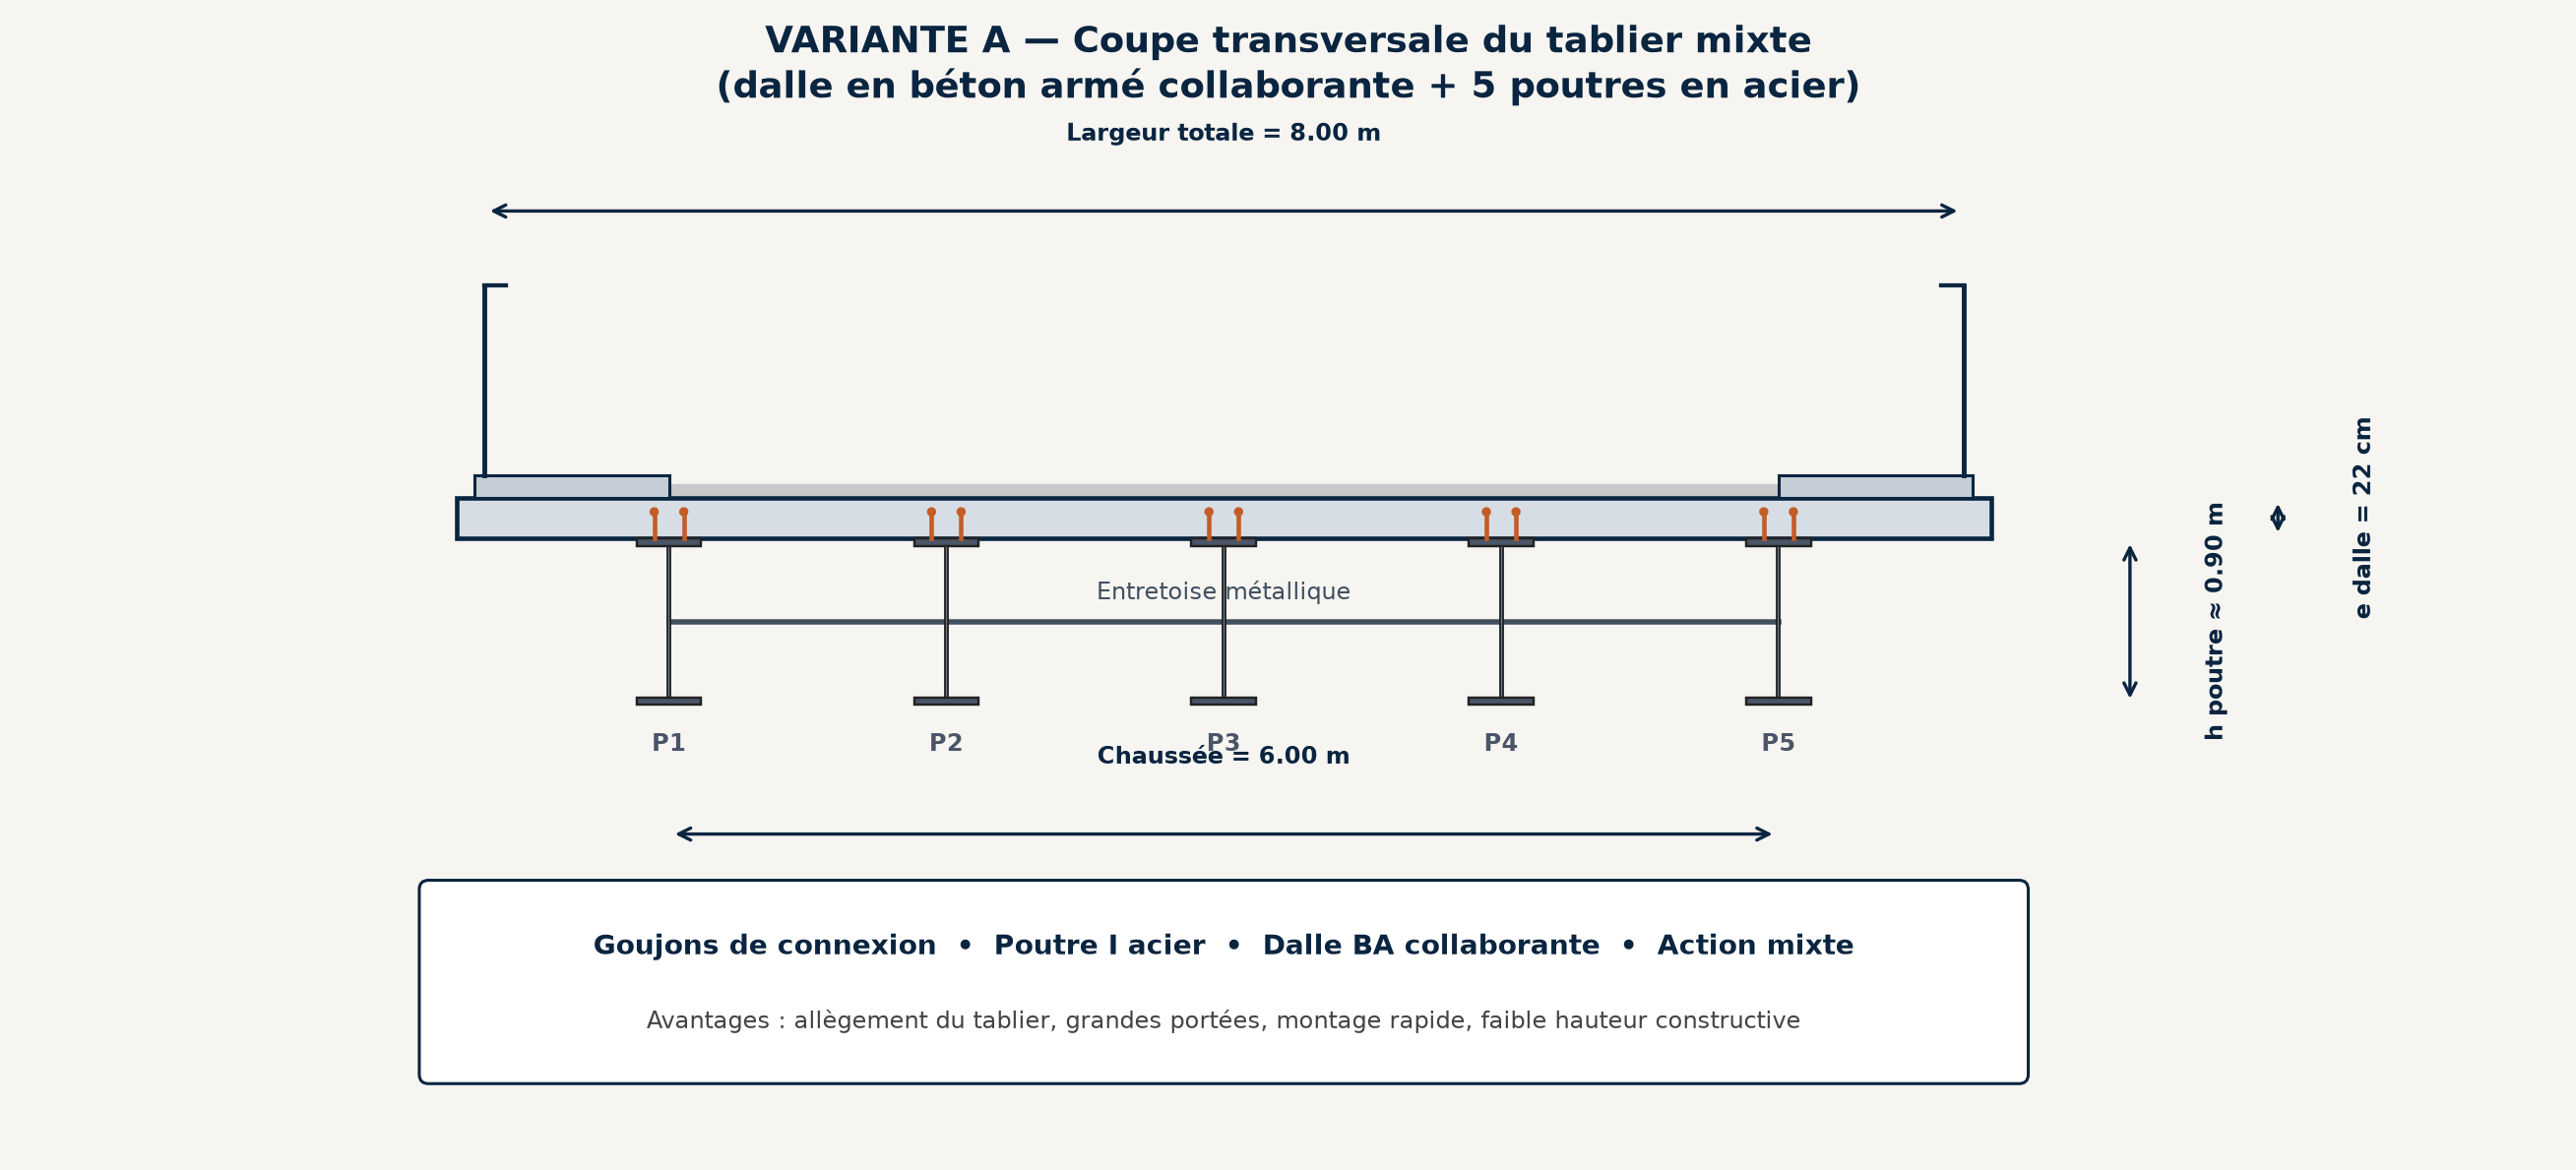 VARIANTE A — Coupe transversale du tablier mixte
(dalle en béton armé collaborante + 5 poutres en acier)
Largeur totale = 8.00 m
e dalle = 22 cm
h poutre ≈ 0.90 m
Entretoise métallique
P1 P2 P3 P4 P5
Chaussée = 6.00 m
Goujons de connexion • Poutre I acier • Dalle BA collaborante • Action mixte
Avantages : allègement du tablier, grandes portées, montage rapide, faible hauteur constructive